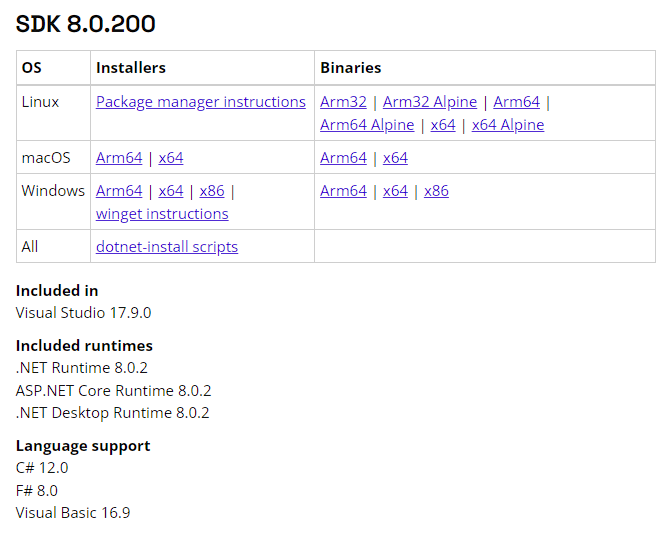 SDK 8.0.200
OS Installers Binaries
Linux Package manager instructions Arm32 | Arm32 Alpine | Arm64 |
Arm64 Alpine | x64 | x64 Alpine
macOS Arm64 | x64 Arm64 | x64
Windows Arm64 | x64 | x86 | Arm64 | x64 | x86
winget instructions
All dotnet-install scripts
Included in
Visual Studio 17.9.0
Included runtimes
.NET Runtime 8.0.2
ASP.NET Core Runtime 8.0.2
.NET Desktop Runtime 8.0.2
Language support
C# 12.0
F# 8.0
Visual Basic 16.9